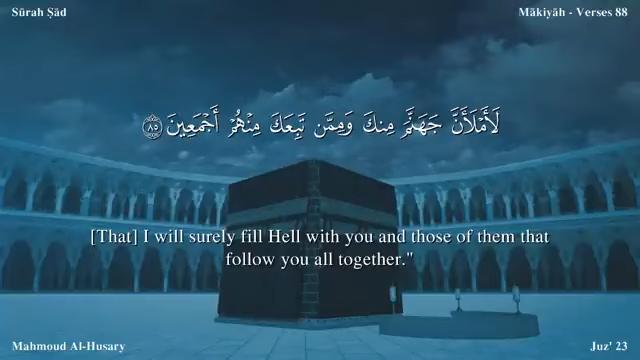 Sūrah Ṣād
Mākiyāh - Verses 88
لَأَمْلَأَنَّ جَهَنَّمَ مِنكَ وَمِمَّن تَبِعَكَ مِنْهُمْ أَجْمَعِينَ ٨٥
[That] I will surely fill Hell with you and those of them that
follow you all together."
Mahmoud Al-Husary
Juz' 23